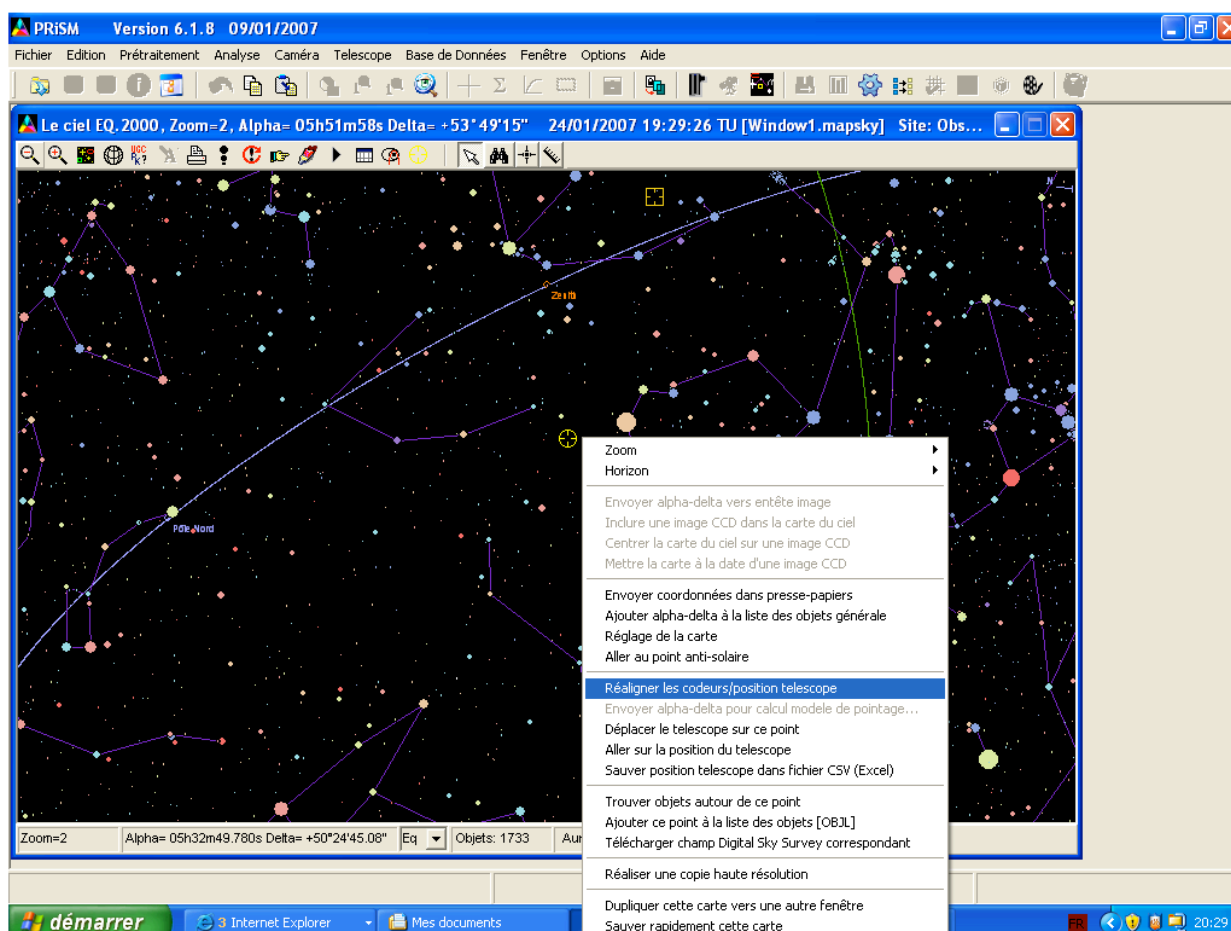 PRiSM Version 6.1.8 09/01/2007
Fichier Edition Prétraitement Analyse Caméra Telescope Base de Données Fenêtre Options Aide
Le ciel EQ.2000, Zoom=2, Alpha= 05h51m58s Delta= +53°49'15" 24/01/2007 19:29:26 TU [Window1.mapsky] Site: Obs...
UGC
K?
N
Zenith
Pôle Nord
Zoom
Horizon
Envoyer alpha-delta vers entête image
Inclure une image CCD dans la carte du ciel
Centrer la carte du ciel sur une image CCD
Mettre la carte à la date d'une image CCD
Envoyer coordonnées dans presse-papiers
Ajouter alpha-delta à la liste des objets générale
Réglage de la carte
Aller au point anti-solaire
Réaligner les codeurs/position telescope
Envoyer alpha-delta pour calcul modele de pointage...
Déplacer le telescope sur ce point
Aller sur la position du telescope
Sauver position telescope dans fichier CSV (Excel)
Trouver objets autour de ce point
Ajouter ce point à la liste des objets [OBJL]
Télécharger champ Digital Sky Survey correspondant
Réaliser une copie haute résolution
Dupliquer cette carte vers une autre fenêtre
Sauver rapidement cette carte
Zoom=2 Alpha= 05h32m49.780s Delta= +50°24'45.08" Eq Objets: 1733 Aur
démarrer 3 Internet Explorer Mes documents FR 20:29